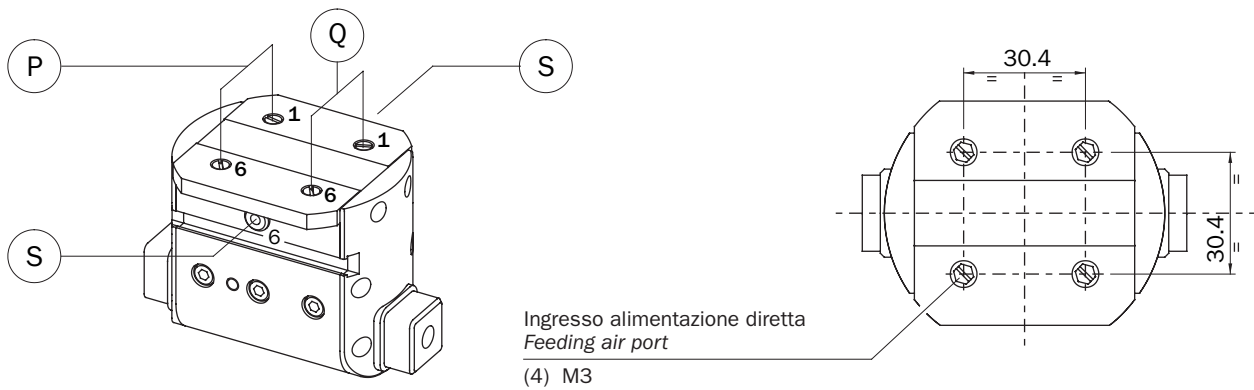 P
Q
S
1
1
6
6
S
6
30.4
=
=
=
30.4
=
Ingresso alimentazione diretta
Feeding air port
(4) M3